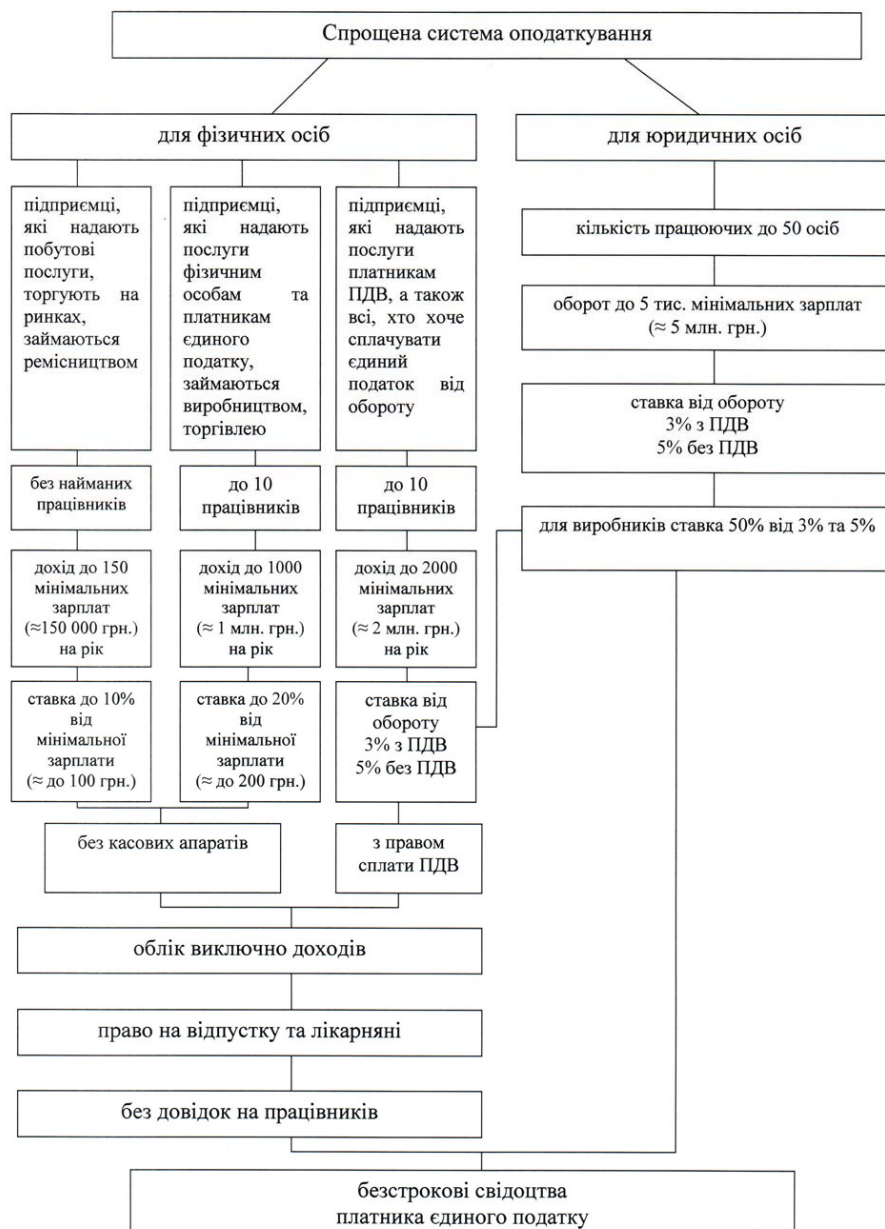 Спрощена система оподаткування
для фізичних осіб
для юридичних осіб
підприємці,
які надають
побутові
послуги,
торгують на
ринках,
займаються
ремісництвом
підприємці,
які надають
послуги
фізичним
особам та
платникам
єдиного
податку,
займаються
виробництвом,
торгівлею
підприємці,
які надають
послуги
платникам
ПДВ, а також
всі, хто хоче
сплачувати
єдиний
податок від
обороту
кількість працюючих до 50 осіб
оборот до 5 тис. мінімальних зарплат
(≈ 5 млн. грн.)
ставка від обороту
3% з ПДВ
5% без ПДВ
без найманих
працівників
до 10
працівників
до 10
працівників
для виробників ставка 50% від 3% та 5%
дохід до 150
мінімальних
зарплат
(≈150 000 грн.)
на рік
дохід до 1000
мінімальних
зарплат
(≈ 1 млн. грн.)
на рік
дохід до 2000
мінімальних
зарплат
(≈ 2 млн. грн.)
на рік
ставка до 10%
від
мінімальної
зарплати
(≈ до 100 грн.)
ставка до 20%
від
мінімальної
зарплати
(≈ до 200 грн.)
ставка від
обороту
3% з ПДВ
5% без ПДВ
без касових апаратів
з правом
сплати ПДВ
облік виключно доходів
право на відпустку та лікарняні
без довідок на працівників
безстрокові свідоцтва
платника єдиного податку